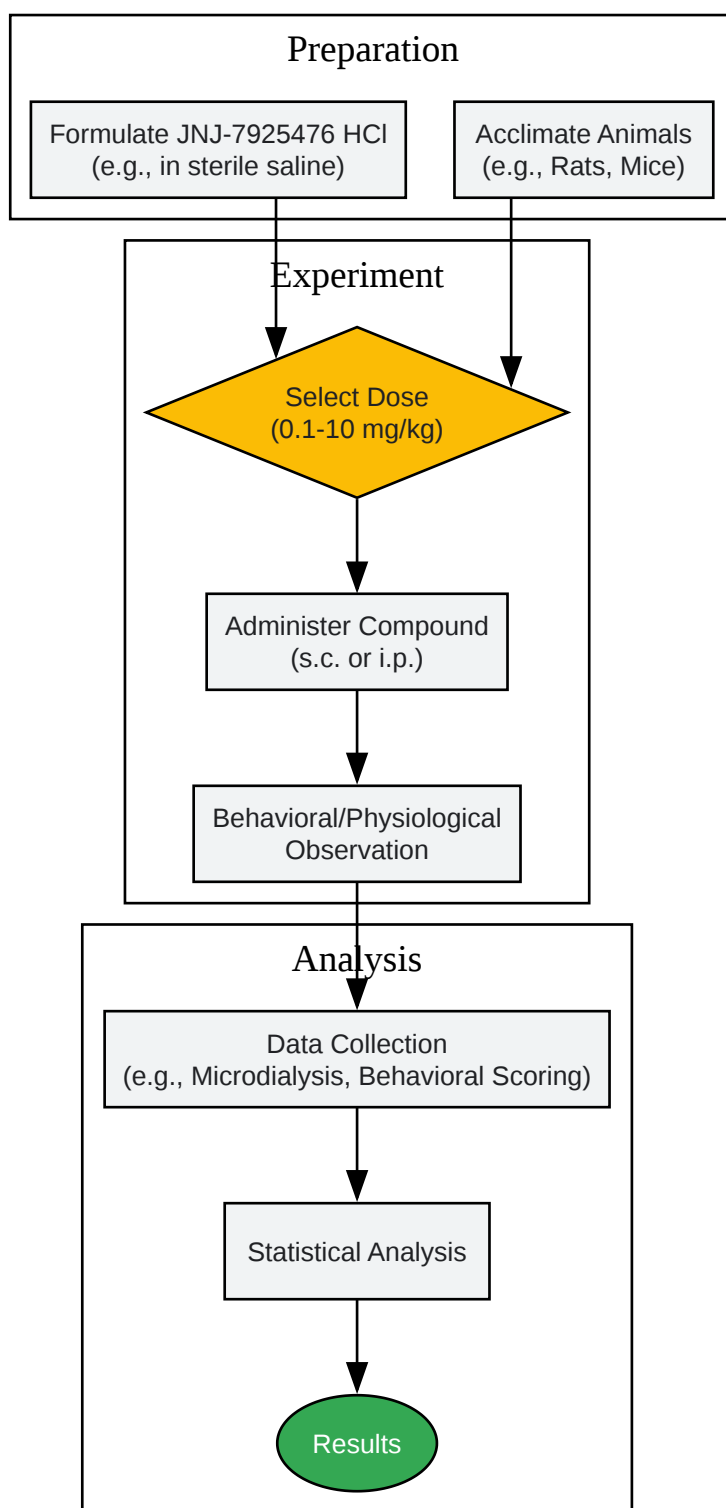 Preparation
Formulate JNJ-7925476 HCl
(e.g., in sterile saline)
Acclimate Animals
(e.g., Rats, Mice)
Experiment
Select Dose
(0.1-10 mg/kg)
Administer Compound
(s.c. or i.p.)
Behavioral/Physiological
Observation
Analysis
Data Collection
(e.g., Microdialysis, Behavioral Scoring)
Statistical Analysis
Results